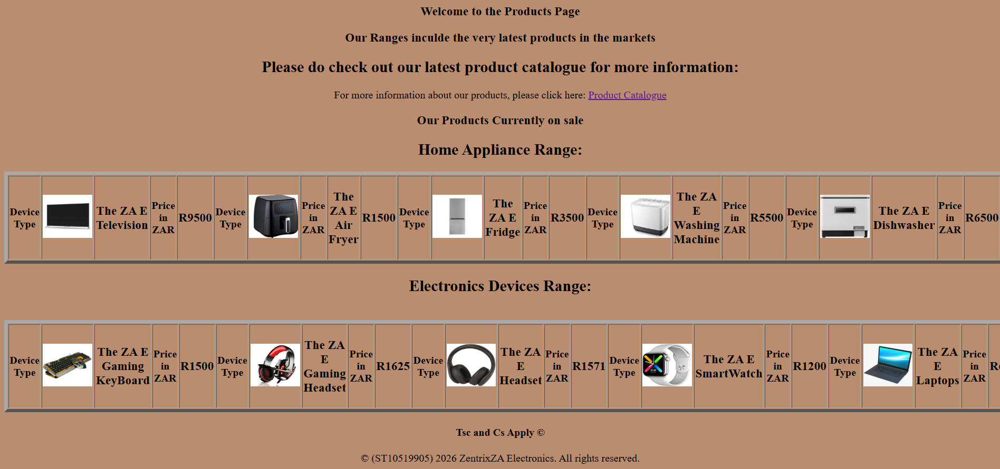 Welcome to the Products Page
Our Ranges inculde the very latest products in the markets
Please do check out our latest product catalogue for more information:
For more information about our products, please click here: Product Catalogue
Our Products Currently on sale
Home Appliance Range:
Device
Type
The ZA E
Television
Price
in
ZAR
R9500
Device
Type
The
ZA E
Air
Fryer
Price
in
ZAR
R1500
Device
Type
The
ZA E
Fridge
Price
in
ZAR
R3500
Device
Type
The ZA
E
Washing
Machine
Price
in
ZAR
R5500
Device
Type
The ZA E
Dishwasher
Price
in
ZAR
R6500
Electronics Devices Range:
Device
Type
The ZA E
Gaming
KeyBoard
Price
in
ZAR
R1500
Device
Type
The ZA
E
Gaming
Headset
Price
in
ZAR
R1625
Device
Type
The ZA
E
Headset
Price
in
ZAR
R1571
Device
Type
The ZA E
SmartWatch
Price
in
ZAR
R1200
Device
Type
The ZA
E
Laptops
Price
in
ZAR
Tsc and Cs Apply ©
© (ST10519905) 2026 ZentrixZA Electronics. All rights reserved.